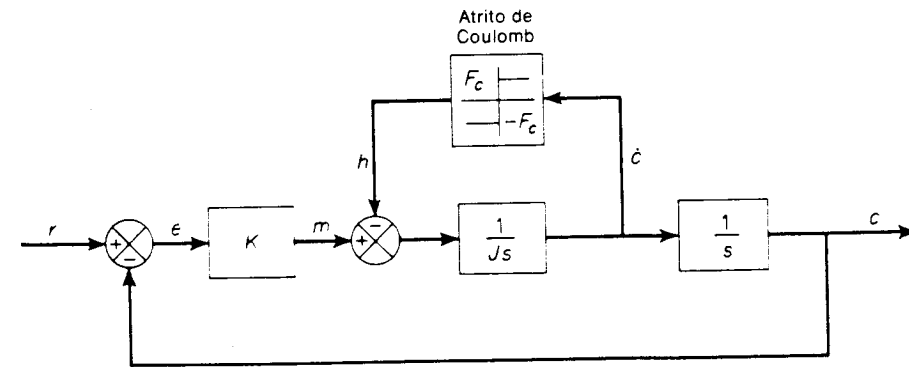 Atrito de
Coulomb
F_c
-F_c
h
ċ
r
+
-
ϵ
K
m
-
+
1
Js
1
s
c